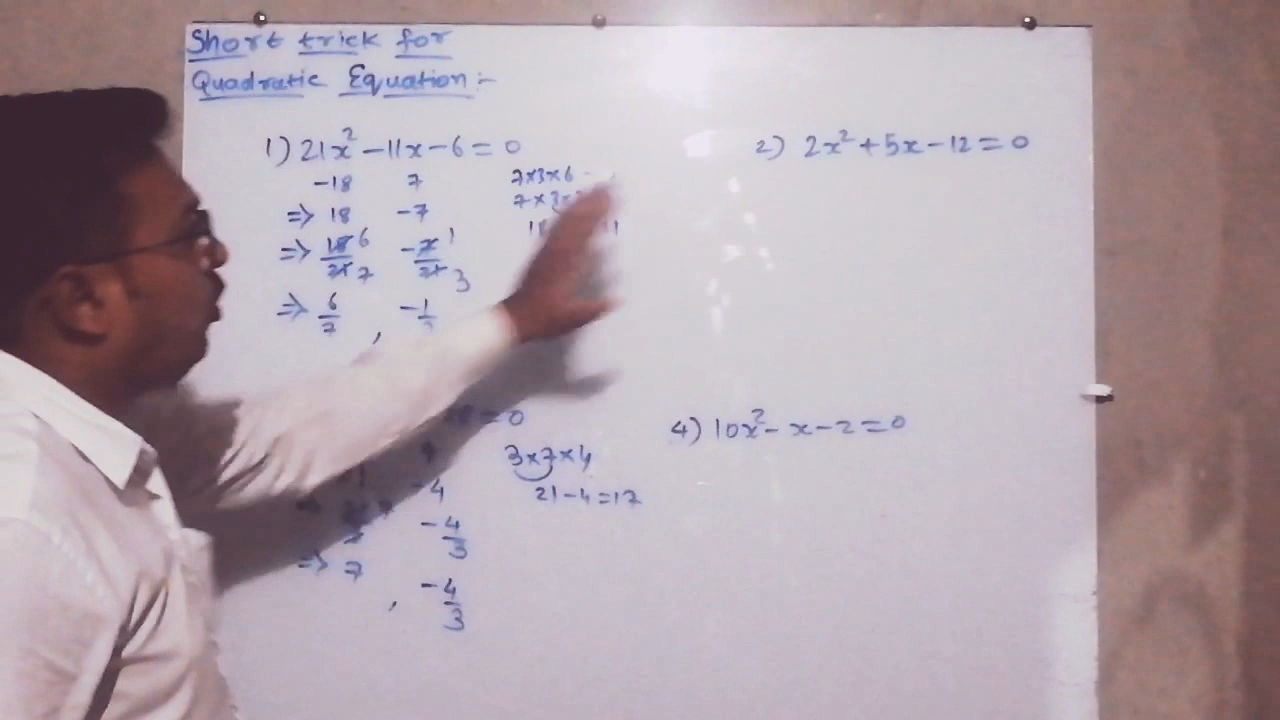 Short trick for
Quadratic Equation:-
1) 21x² - 11x - 6 = 0
-18 7
7×3×6
⇒ 18 -7
7×3×
⇒ 18/21 6/7 -7/21 1/3
⇒ 6/7 , -1/
2) 2x² + 5x - 12 = 0
= 0
3×7×4
-4
21-4=17
-4/3
⇒ 7 , -4/3
4) 10x² - x - 2 = 0